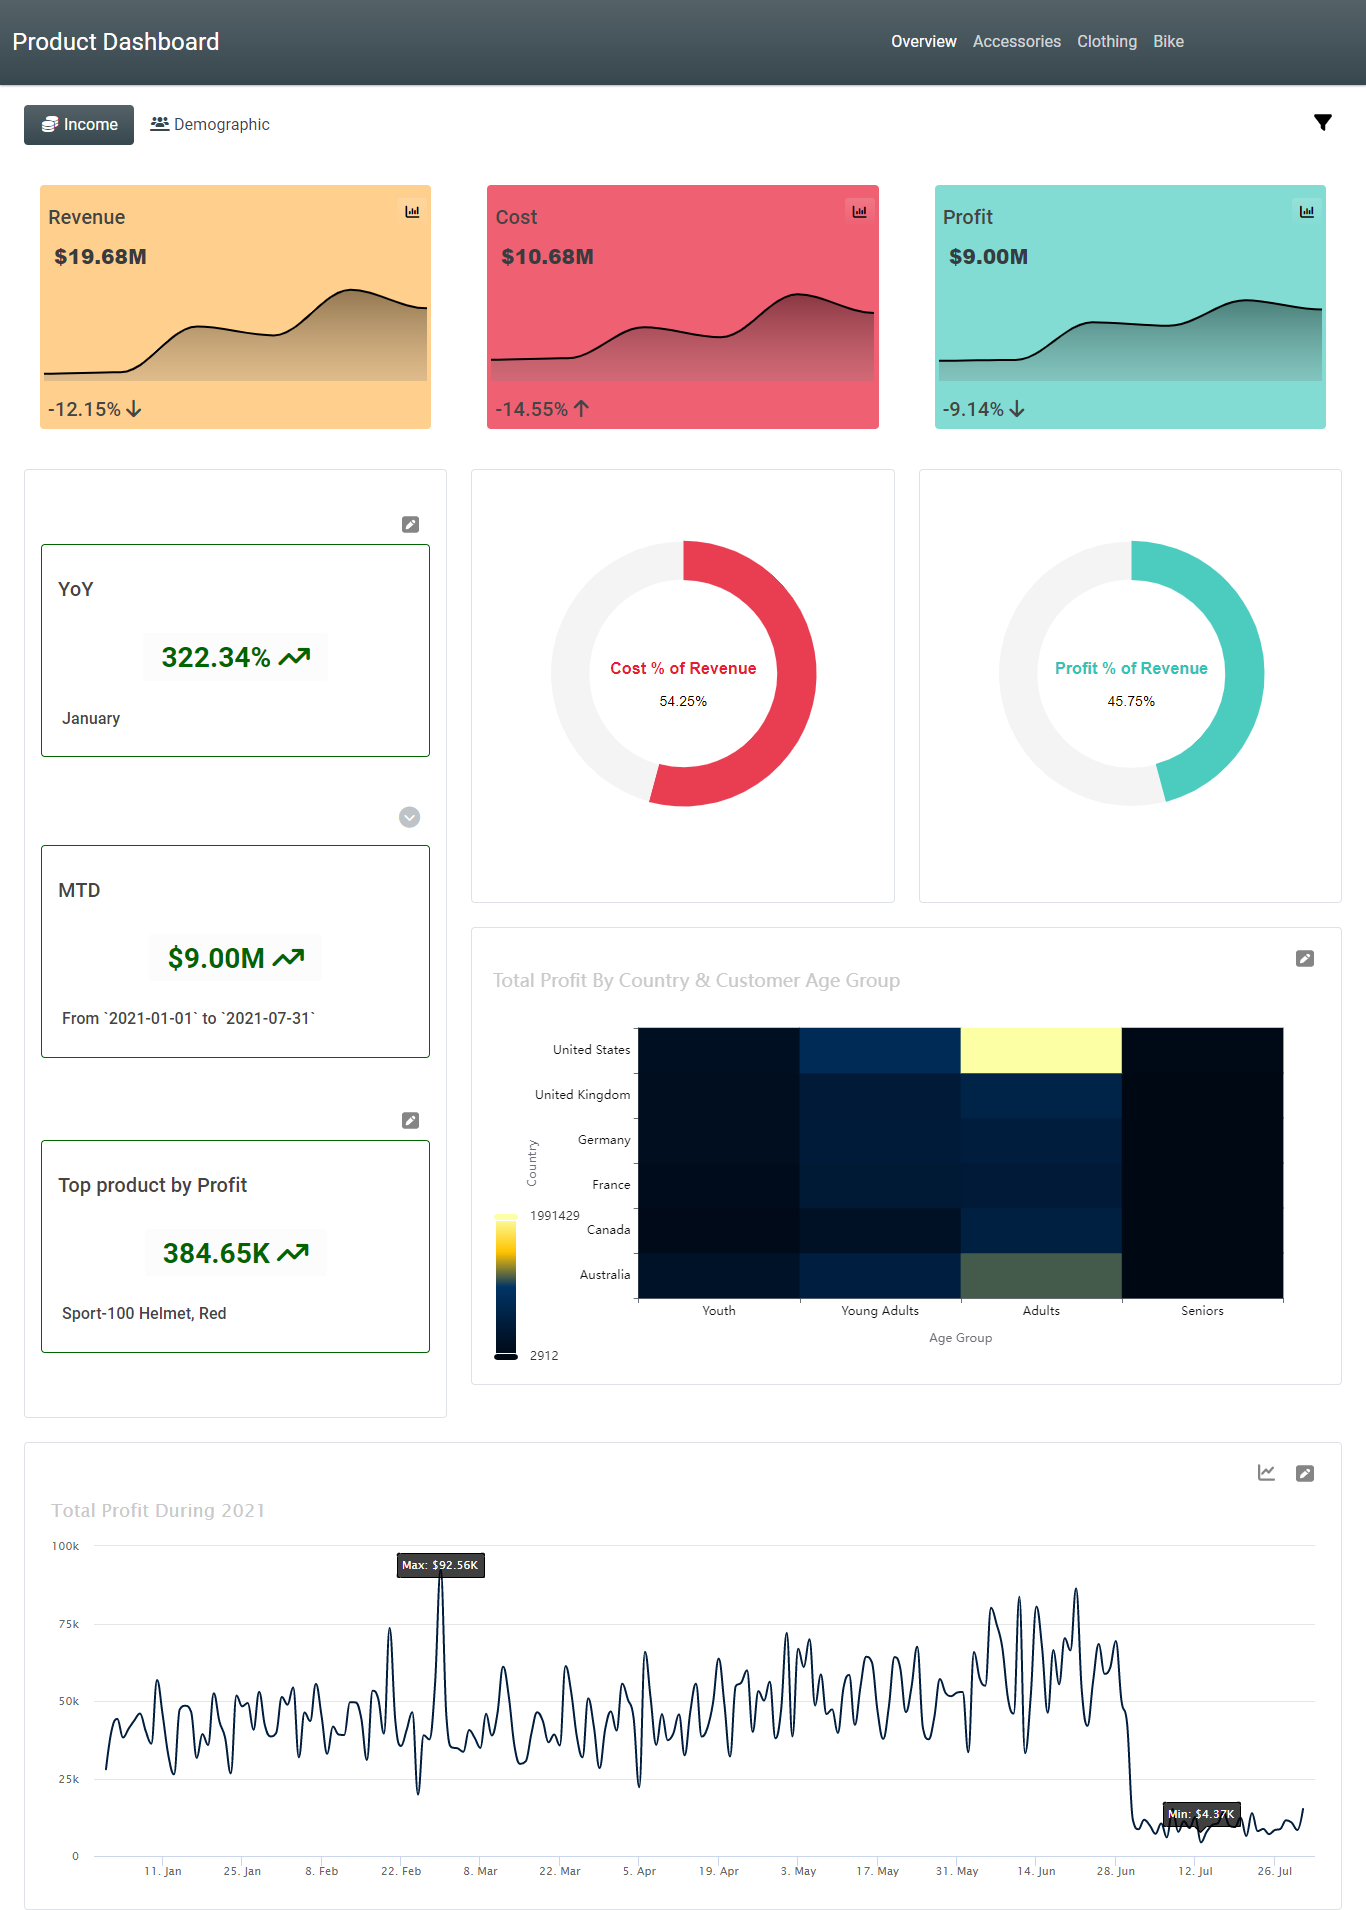 Product Dashboard
Overview Accessories Clothing Bike
Income Demographic
Revenue
$19.68M
-12.15%
Cost
$10.68M
-14.55%
Profit
$9.00M
-9.14%
YoY
322.34%
January
MTD
$9.00M
From `2021-01-01` to `2021-07-31`
Top product by Profit
384.65K
Sport-100 Helmet, Red
Cost % of Revenue
54.25%
Profit % of Revenue
45.75%
Total Profit By Country & Customer Age Group
United States
United Kingdom
Germany
France
Canada
Australia
Country
1991429
2912
Youth Young Adults Adults Seniors
Age Group
Total Profit During 2021
100k
75k
50k
25k
0
Max: $92.56K
Min: $4.37K
11. Jan 25. Jan 8. Feb 22. Feb 8. Mar 22. Mar 5. Apr 19. Apr 3. May 17. May 31. May 14. Jun 28. Jun 12. Jul 26. Jul